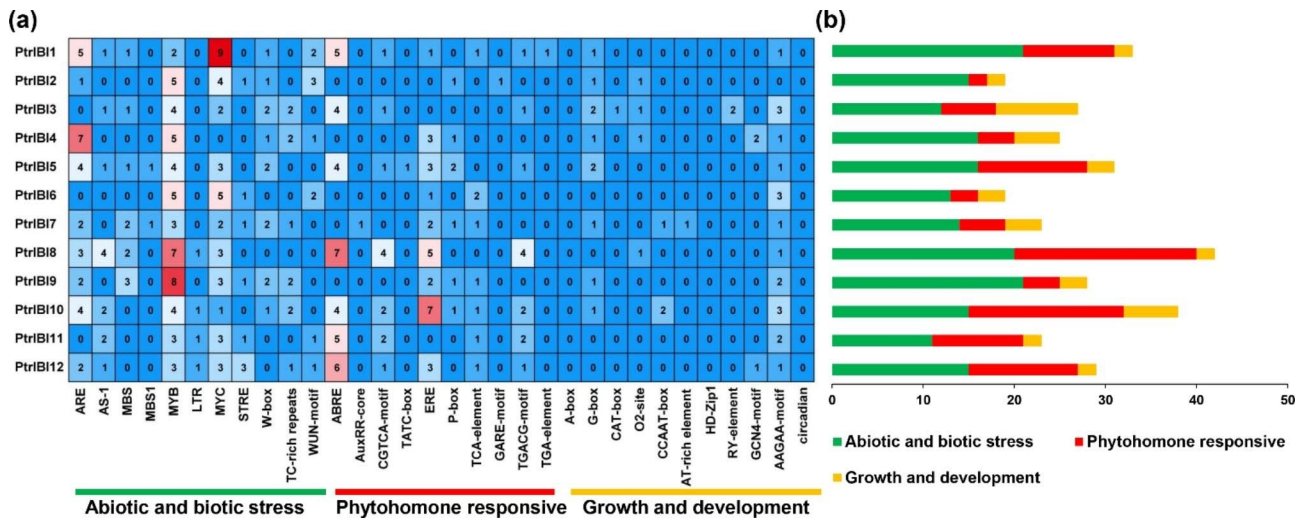 (a)
PtrIBI1 5 1 1 0 2 0 9 0 1 0 2 5 0 1 0 1 0 1 0 1 1 0 1 0 0 0 0 0 0 0 1 0
PtrIBI2 1 0 0 0 5 0 4 1 1 0 3 0 0 0 0 0 1 0 1 0 0 0 1 0 1 0 0 0 0 0 0 0
PtrIBI3 0 1 1 0 4 0 2 0 2 2 0 4 0 1 0 0 0 0 0 1 0 0 2 1 1 0 0 0 2 0 3 0
PtrIBI4 7 0 0 0 5 0 0 0 1 2 1 0 0 0 0 3 1 0 0 0 0 0 1 0 1 0 0 0 0 2 1 0
PtrIBI5 4 1 1 1 4 0 3 0 2 0 0 4 0 1 1 3 2 0 0 1 0 0 2 0 0 0 0 0 0 0 1 0
PtrIBI6 0 0 0 0 5 0 5 1 0 0 2 0 0 0 0 1 0 2 0 0 0 0 0 0 0 0 0 0 0 0 3 0
PtrIBI7 2 0 2 1 3 0 2 1 2 1 0 0 1 0 0 2 1 1 0 0 0 0 1 0 0 1 1 0 0 0 1 0
PtrIBI8 3 4 2 0 7 1 3 0 0 0 0 7 0 4 0 5 0 0 0 4 0 0 0 0 1 0 0 0 0 0 1 0
PtrIBI9 2 0 3 0 8 0 3 1 2 2 0 0 0 0 0 2 1 1 0 0 0 0 1 0 0 0 0 0 0 0 2 0
PtrIBI10 4 2 0 0 4 1 1 0 1 2 0 4 0 2 0 7 1 1 0 2 0 0 1 0 0 2 0 0 0 0 3 0
PtrIBI11 0 2 0 0 3 1 3 1 0 0 1 5 0 2 0 0 0 1 0 2 0 0 0 0 0 0 0 0 0 0 2 0
PtrIBI12 2 1 0 0 3 1 3 3 0 1 1 6 0 1 0 3 0 1 0 1 0 0 0 0 0 0 0 0 0 1 1 0
ARE
AS-1
MBS
MBS1
MYB
LTR
MYC
STRE
W-box
TC-rich repeats
WUN-motif
ABRE
AuxRR-core
CGTCA-motif
TATC-box
ERE
P-box
TCA-element
GARE-motif
TGACG-motif
TGA-element
A-box
G-box
CAT-box
O2-site
CCAAT-box
AT-rich element
HD-Zip1
RY-element
GCN4-motif
AAGAA-motif
circadian
Abiotic and biotic stress
Phytohomone responsive
Growth and development
(b)
0 10 20 30 40 50
Abiotic and biotic stress
Phytohomone responsive
Growth and development